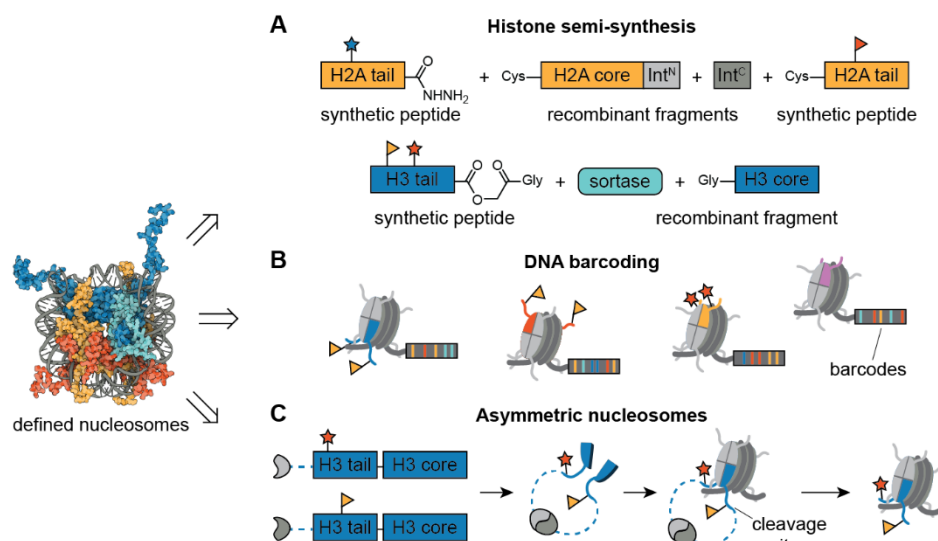 A Histone semi-synthesis
H2A tail
NHNH2
O
synthetic peptide
+
Cys
H2A core
IntN
+
IntC
recombinant fragments
+
Cys
H2A tail
synthetic peptide
H3 tail
O
O
O
Gly
synthetic peptide
+
sortase
+
Gly
H3 core
recombinant fragment
B DNA barcoding
barcodes
defined nucleosomes
C Asymmetric nucleosomes
H3 tail H3 core
H3 tail H3 core
cleavage